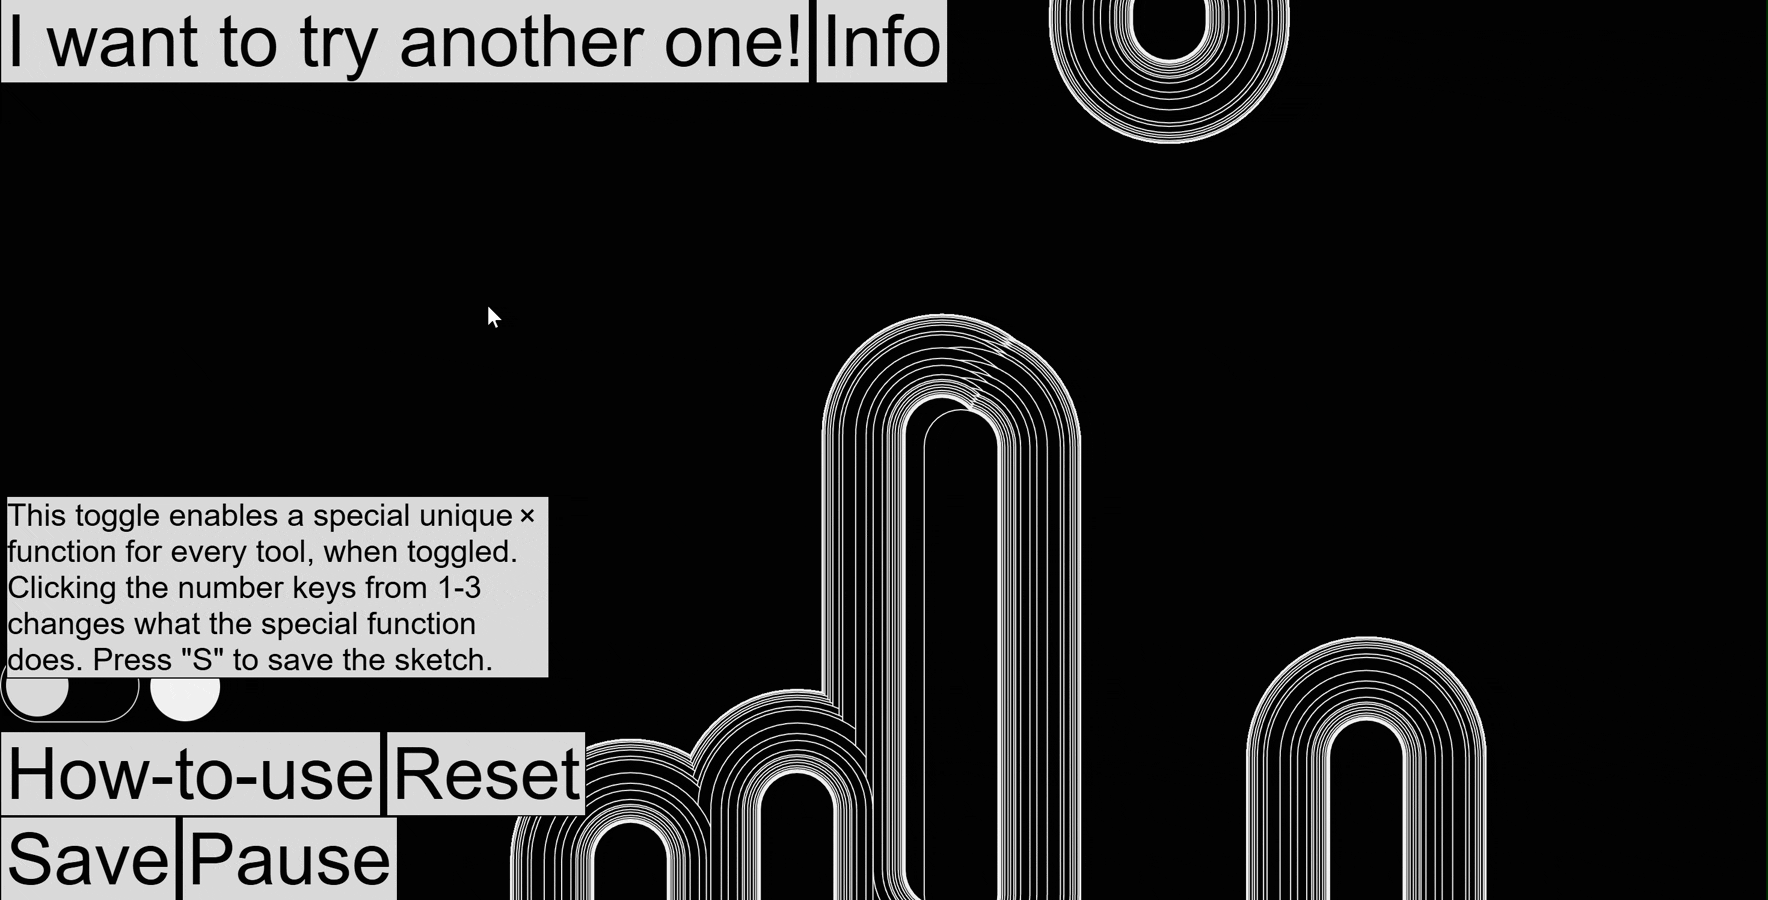 I want to try another one! Info
This toggle enables a special unique ×
function for every tool, when toggled.
Clicking the number keys from 1-3
changes what the special function
does. Press "S" to save the sketch.
How-to-use Reset
Save Pause